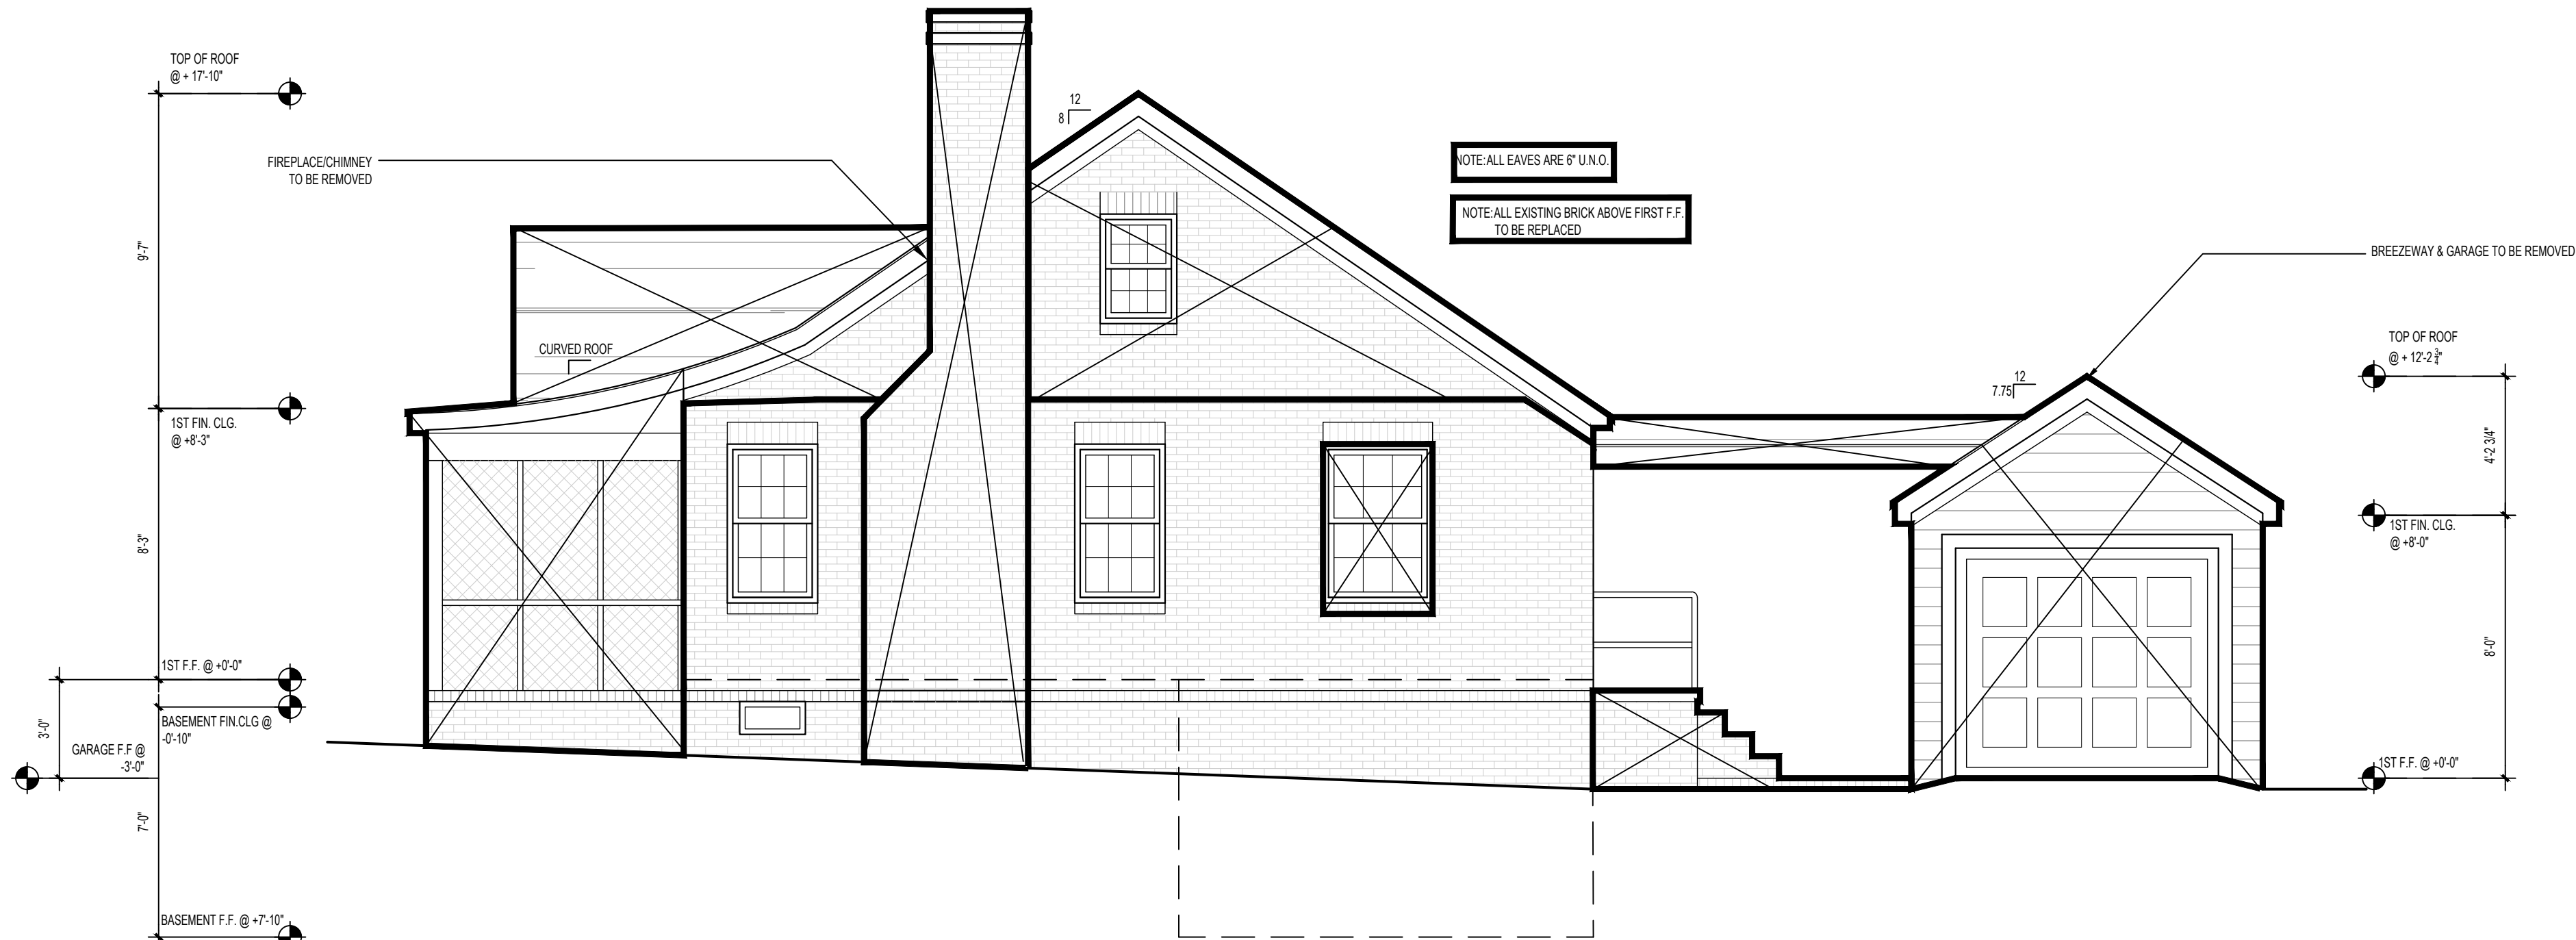 TOP OF ROOF
@ + 17'-10"
12
8
FIREPLACE/CHIMNEY
TO BE REMOVED
NOTE:ALL EAVES ARE 6" U.N.O.
NOTE:ALL EXISTING BRICK ABOVE FIRST F.F.
TO BE REPLACED
BREEZEWAY & GARAGE TO BE REMOVED
9'-7"
CURVED ROOF
TOP OF ROOF
@ + 12'-2 3/4"
12
7.75
1ST FIN. CLG.
@ +8'-3"
4'-2 3/4"
1ST FIN. CLG.
@ +8'-0"
8'-3"
8'-0"
1ST F.F. @ +0'-0"
BASEMENT FIN.CLG @
-0'-10"
3'-0"
GARAGE F.F @
-3'-0"
1ST F.F. @ +0'-0"
7'-0"
BASEMENT F.F. @ +7'-10"